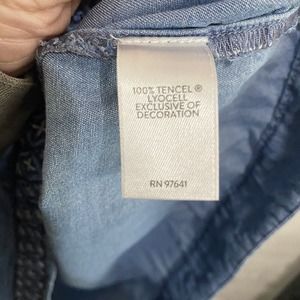 100% TENCEL®
LYOCELL
EXCLUSIVE OF
DECORATION
RN 97641